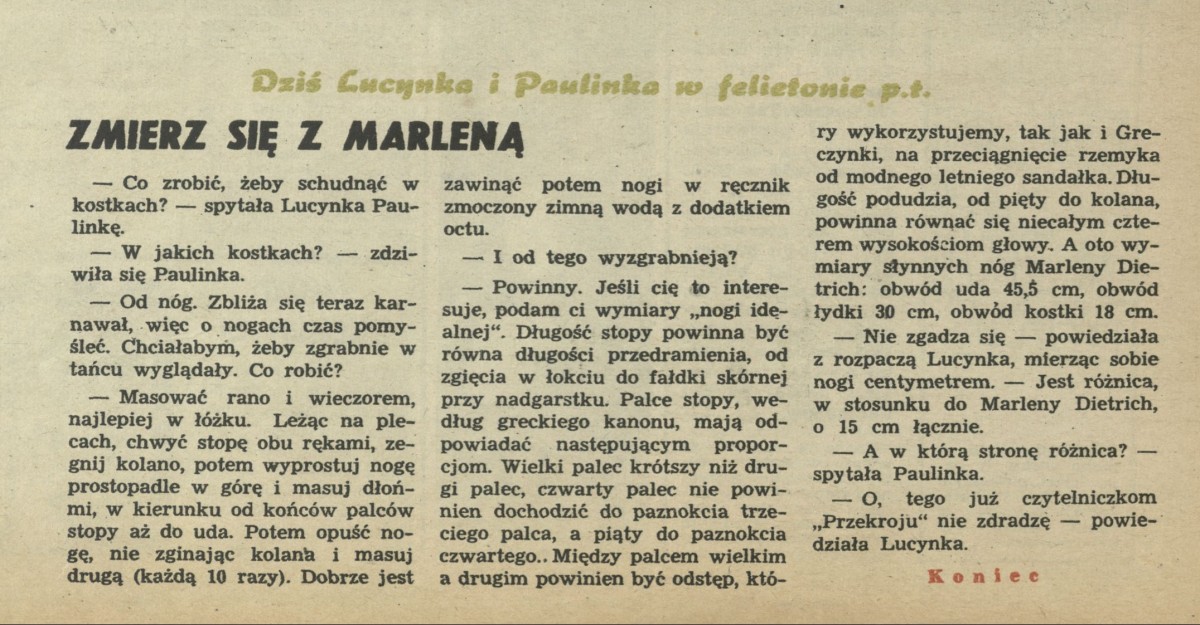 Dziś Lucynka i Paulinka w felietonie p.t.
ZMIERZ SIĘ Z MARLENĄ
— Co zrobić, żeby schudnąć w
kostkach? — spytała Lucynka Pau-
linkę.
— W jakich kostkach? — zdzi-
wiła się Paulinka.
— Od nóg. Zbliża się teraz kar-
nawał, więc o nogach czas pomy-
śleć. Chciałabym, żeby zgrabnie w
tańcu wyglądały. Co robić?
— Masować rano i wieczorem,
najlepiej w łóżku. Leżąc na ple-
cach, chwyć stopę obu rękami, ze-
gnij kolano, potem wyprostuj nogę
prostopadle w górę i masuj dłoń-
mi, w kierunku od końców palców
stopy aż do uda. Potem opuść no-
gę, nie zginając kolana i masuj
drugą (każdą 10 razy). Dobrze jest
zawinąć potem nogi w ręcznik
zmoczony zimną wodą z dodatkiem
octu.
— I od tego wyzgrabnieją?
— Powinny. Jeśli cię to intere-
suje, podam ci wymiary „nogi ide-
alnej“. Długość stopy powinna być
równa długości przedramienia, od
zgięcia w łokciu do fałdki skórnej
przy nadgarstku. Palce stopy, we-
dług greckiego kanonu, mają od-
powiadać następującym propor-
cjom. Wielki palec krótszy niż dru-
gi palec, czwarty palec nie powi-
nien dochodzić do paznokcia trze-
ciego palca, a piąty do paznokcia
czwartego.. Między palcem wielkim
a drugim powinien być odstęp, któ-
ry wykorzystujemy, tak jak i Gre-
czynki, na przeciągnięcie rzemyka
od modnego letniego sandałka. Dłu-
gość podudzia, od pięty do kolana,
powinna równać się niecałym czte-
rem wysokościom głowy. A oto wy-
miary słynnych nóg Marleny Die-
trich: obwód uda 45,5 cm, obwód
łydki 30 cm, obwód kostki 18 cm.
— Nie zgadza się — powiedziała
z rozpaczą Lucynka, mierząc sobie
nogi centymetrem. — Jest różnica,
w stosunku do Marleny Dietrich,
o 15 cm łącznie.
— A w którą stronę różnica? —
spytała Paulinka.
— O, tego już czytelniczkom
„Przekroju“ nie zdradzę — powie-
działa Lucynka.
Koniec